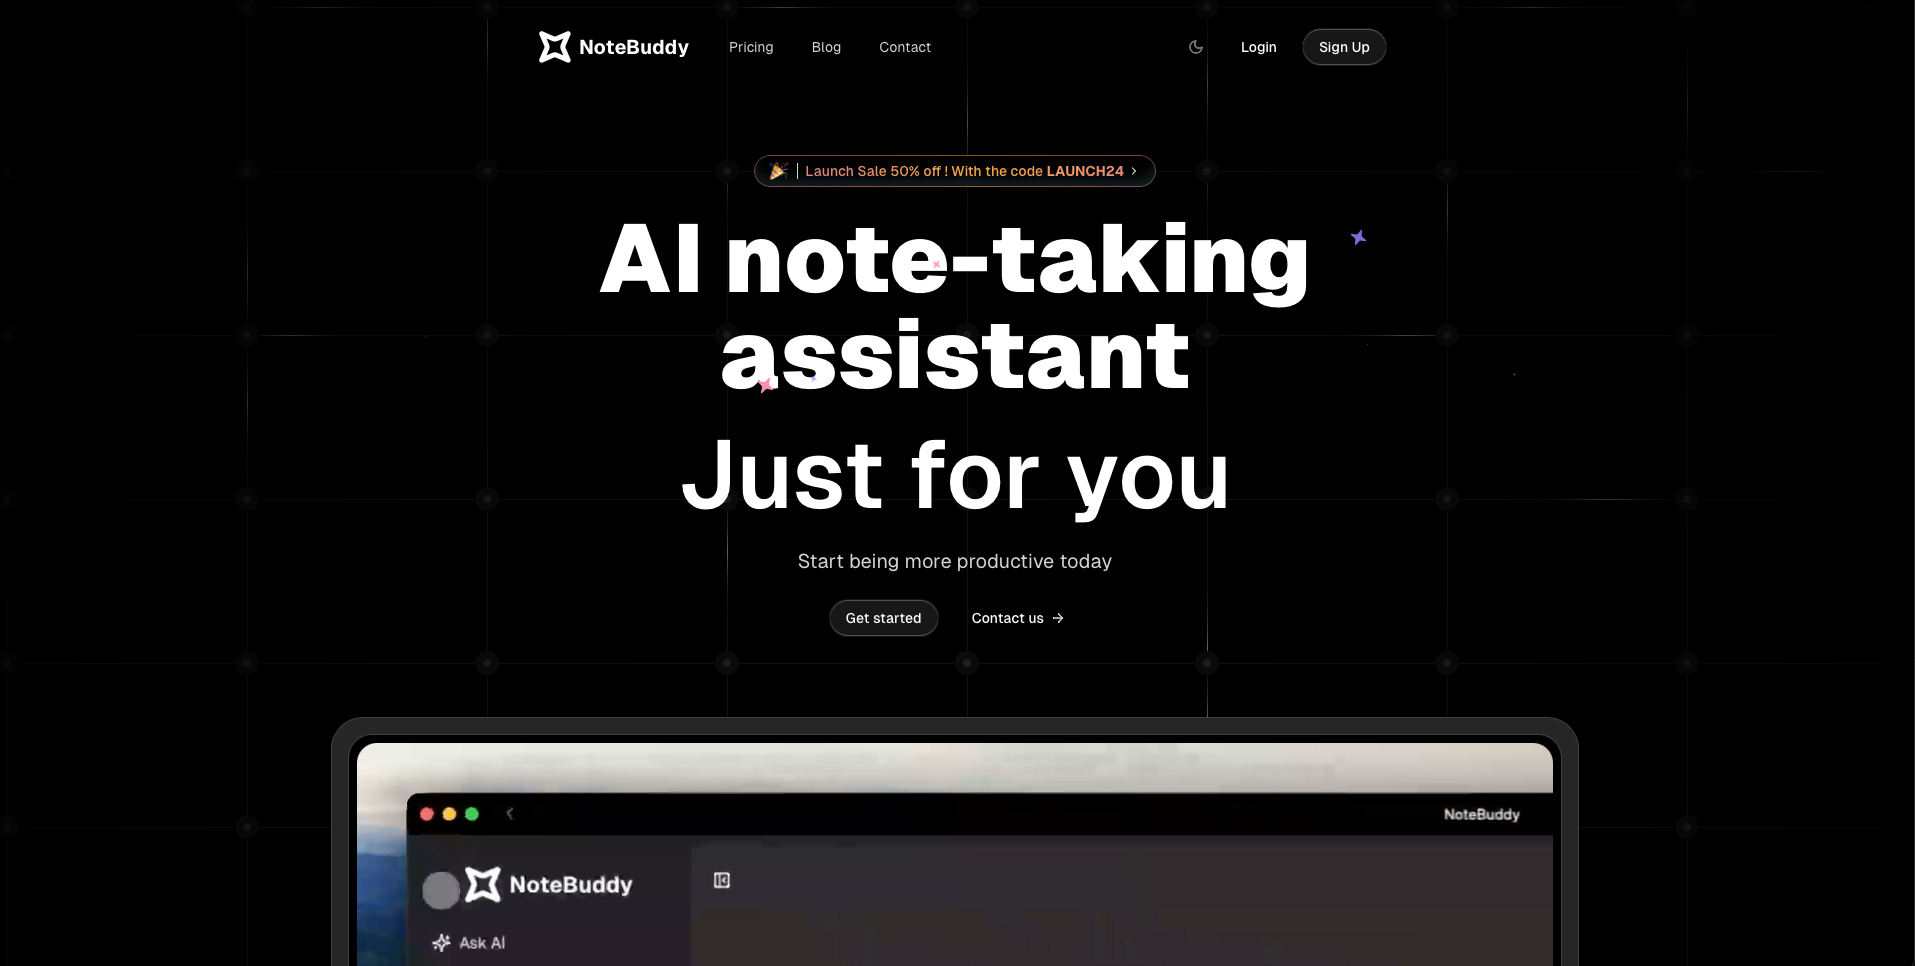 NoteBuddy
Pricing
Blog
Contact
Login
Sign Up
Launch Sale 50% off ! With the code LAUNCH24
AI note-taking
assistant
Just for you
Start being more productive today
Get started
Contact us
NoteBuddy
NoteBuddy
Ask AI